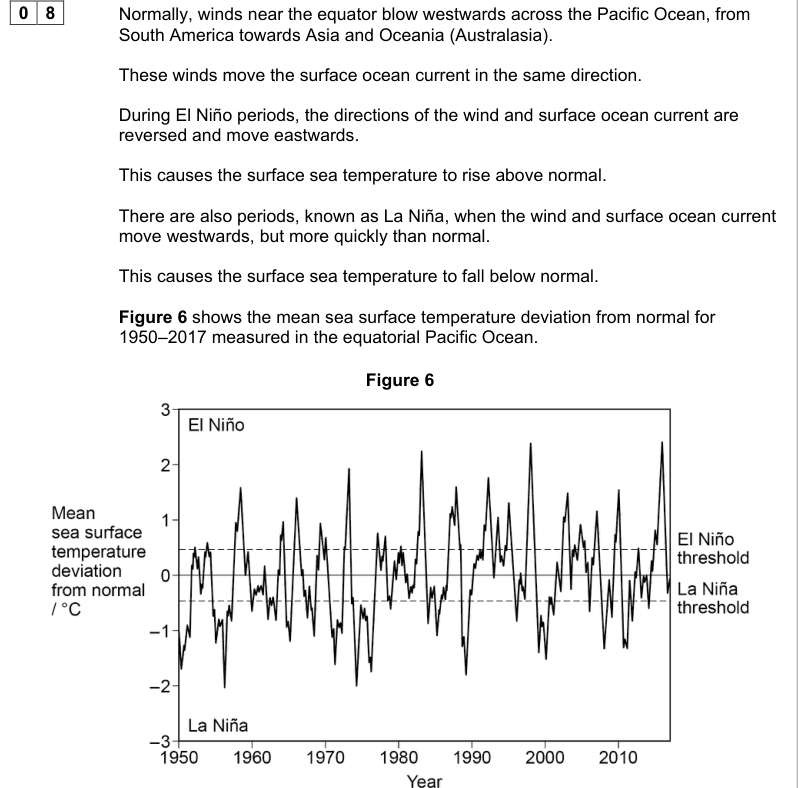 0 8
Normally, winds near the equator blow westwards across the Pacific Ocean, from
South America towards Asia and Oceania (Australasia).
These winds move the surface ocean current in the same direction.
During El Niño periods, the directions of the wind and surface ocean current are
reversed and move eastwards.
This causes the surface sea temperature to rise above normal.
There are also periods, known as La Niña, when the wind and surface ocean current
move westwards, but more quickly than normal.
This causes the surface sea temperature to fall below normal.
Figure 6 shows the mean sea surface temperature deviation from normal for
1950–2017 measured in the equatorial Pacific Ocean.
Figure 6
3
El Niño
2
1
0
–1
–2
–3
Mean
sea surface
temperature
deviation
from normal
/ °C
El Niño
threshold
La Niña
threshold
La Niña
1950 1960 1970 1980 1990 2000 2010
Year